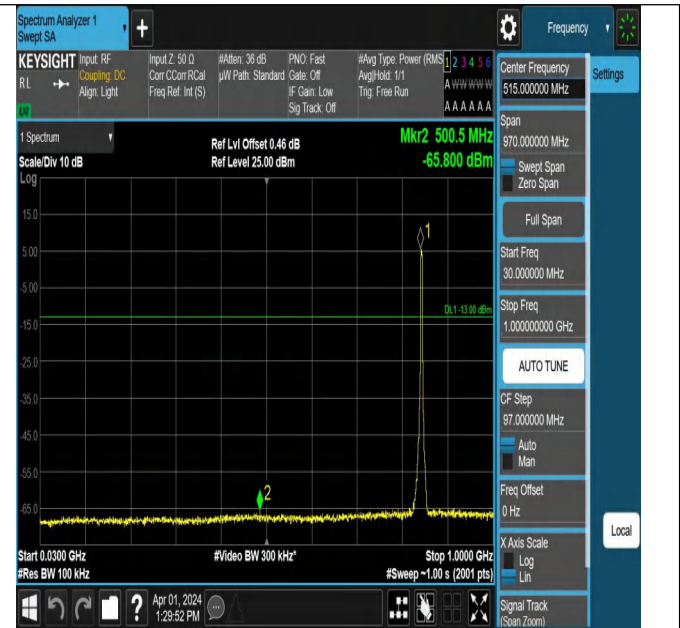 Spectrum Analyzer 1
Swept SA
Frequency
KEYSIGHT
RL
LXI
Input: RF
Coupling: DC
Align: Light
Input Z: 50 Ω
Corr CCorr RCal
Freq Ref: Int (S)
#Atten: 36 dB
µW Path: Standard
PNO: Fast
Gate: Off
IF Gain: Low
Sig Track: Off
#Avg Type: Power (RMS
Avg|Hold: 1/1
Trig: Free Run
1 2 3 4 5 6
A W W W W W
A A A A A A
1 Spectrum
Scale/Div 10 dB
Log
Ref Lvl Offset 0.46 dB
Ref Level 25.00 dBm
Mkr2 500.5 MHz
-65.800 dBm
15.0
5.00
-5.00
-15.0
-25.0
-35.0
-45.0
-55.0
-65.0
1
DL1 -13.00 dBm
2
Start 0.0300 GHz
#Res BW 100 kHz
#Video BW 300 kHz*
Stop 1.0000 GHz
#Sweep ~1.00 s (2001 pts)
Center Frequency
515.000000 MHz
Span
970.000000 MHz
Swept Span
Zero Span
Full Span
Start Freq
30.000000 MHz
Stop Freq
1.000000000 GHz
AUTO TUNE
CF Step
97.000000 MHz
Auto
Man
Freq Offset
0 Hz
X Axis Scale
Log
Lin
Signal Track
(Span Zoom)
Settings
Local
?
Apr 01, 2024
1:29:52 PM